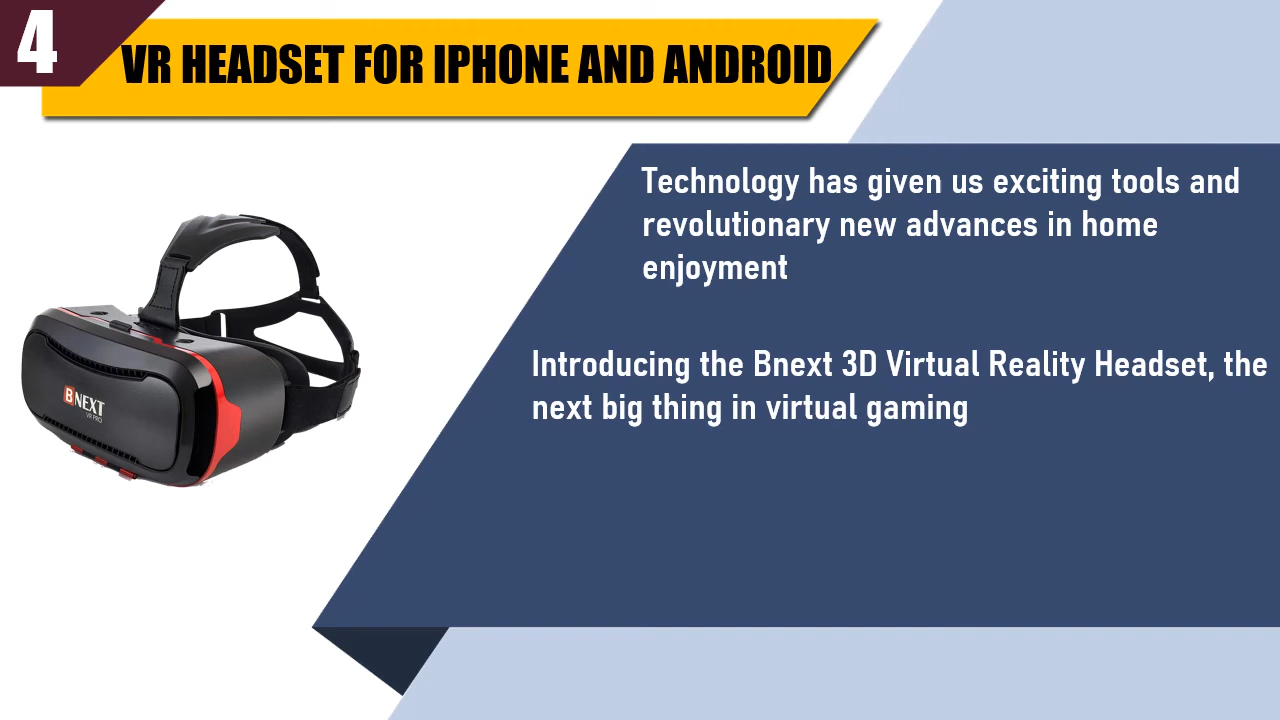 4
VR HEADSET FOR IPHONE AND ANDROID
Technology has given us exciting tools and
revolutionary new advances in home
enjoyment
Introducing the Bnext 3D Virtual Reality Headset, the
next big thing in virtual gaming
BNEXT
VR PRO